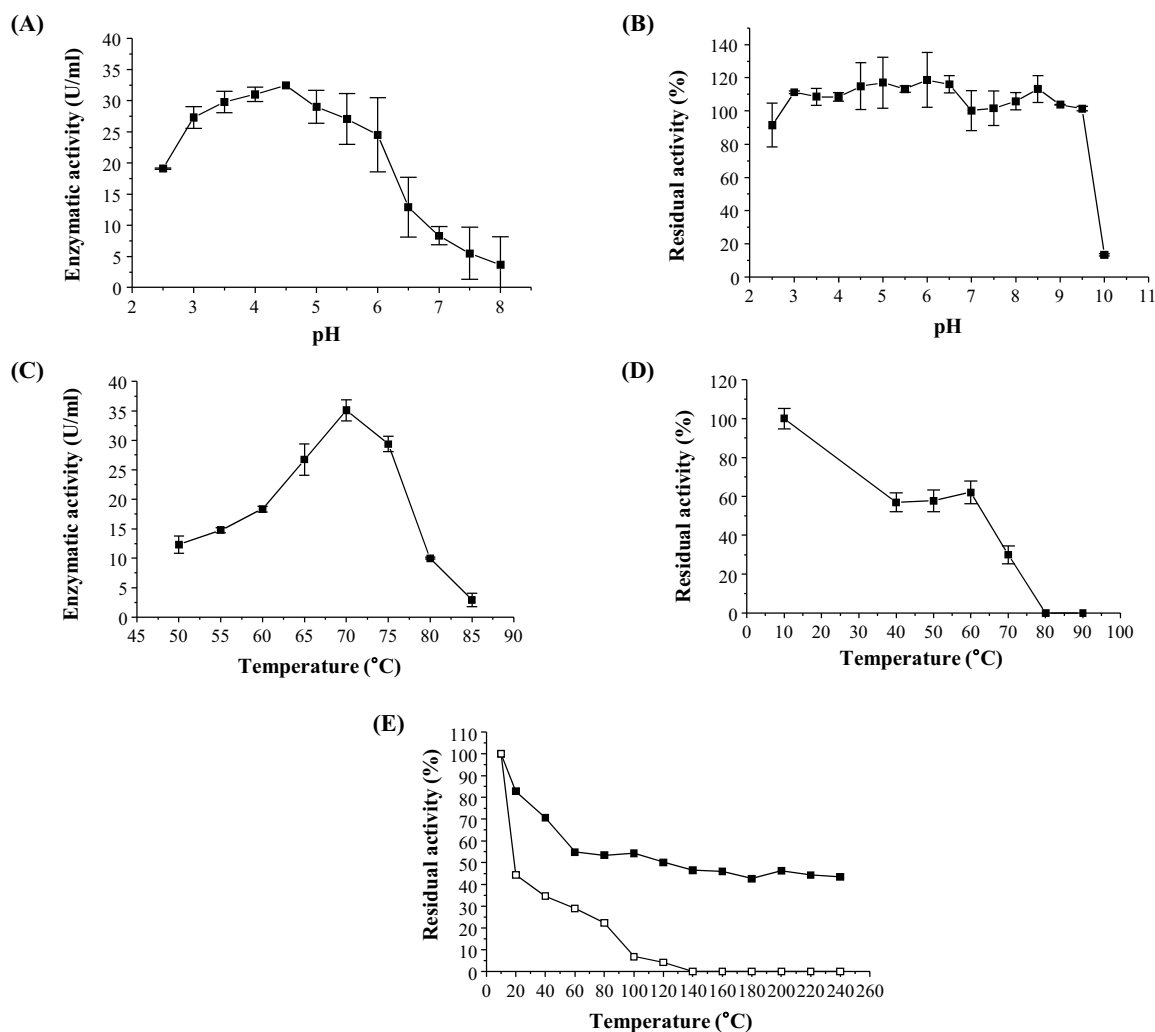 (A)
Enzymatic activity (U/ml)
40
35
30
25
20
15
10
5
0
2 3 4 5 6 7 8
pH
(B)
Residual activity (%)
140
120
100
80
60
40
20
0
2 3 4 5 6 7 8 9 10 11
pH
(C)
Enzymatic activity (U/ml)
40
35
30
25
20
15
10
5
0
45 50 55 60 65 70 75 80 85 90
Temperature (°C)
(D)
Residual activity (%)
120
100
80
60
40
20
0
0 10 20 30 40 50 60 70 80 90 100
Temperature (°C)
(E)
Residual activity (%)
110
100
90
80
70
60
50
40
30
20
10
0
0 20 40 60 80 100 120 140 160 180 200 220 240 260
Temperature (°C)